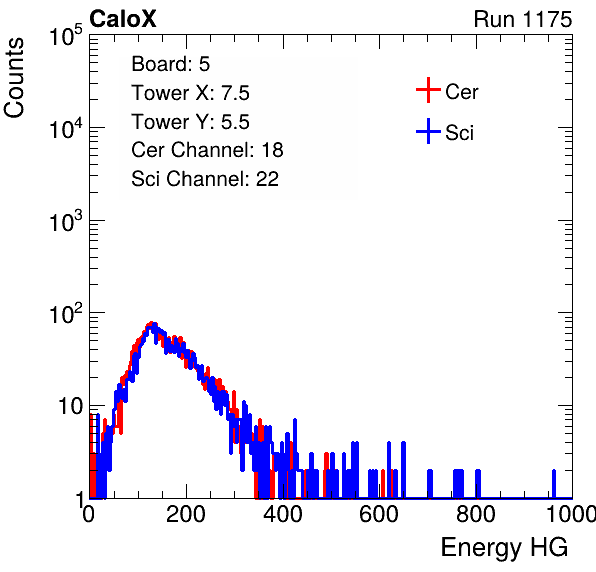 CaloX Run 1175
Counts
10^5
10^4
10^3
10^2
10
1
Board: 5
Tower X: 7.5
Tower Y: 5.5
Cer Channel: 18
Sci Channel: 22
Cer
Sci
0 200 400 600 800 1000
Energy HG